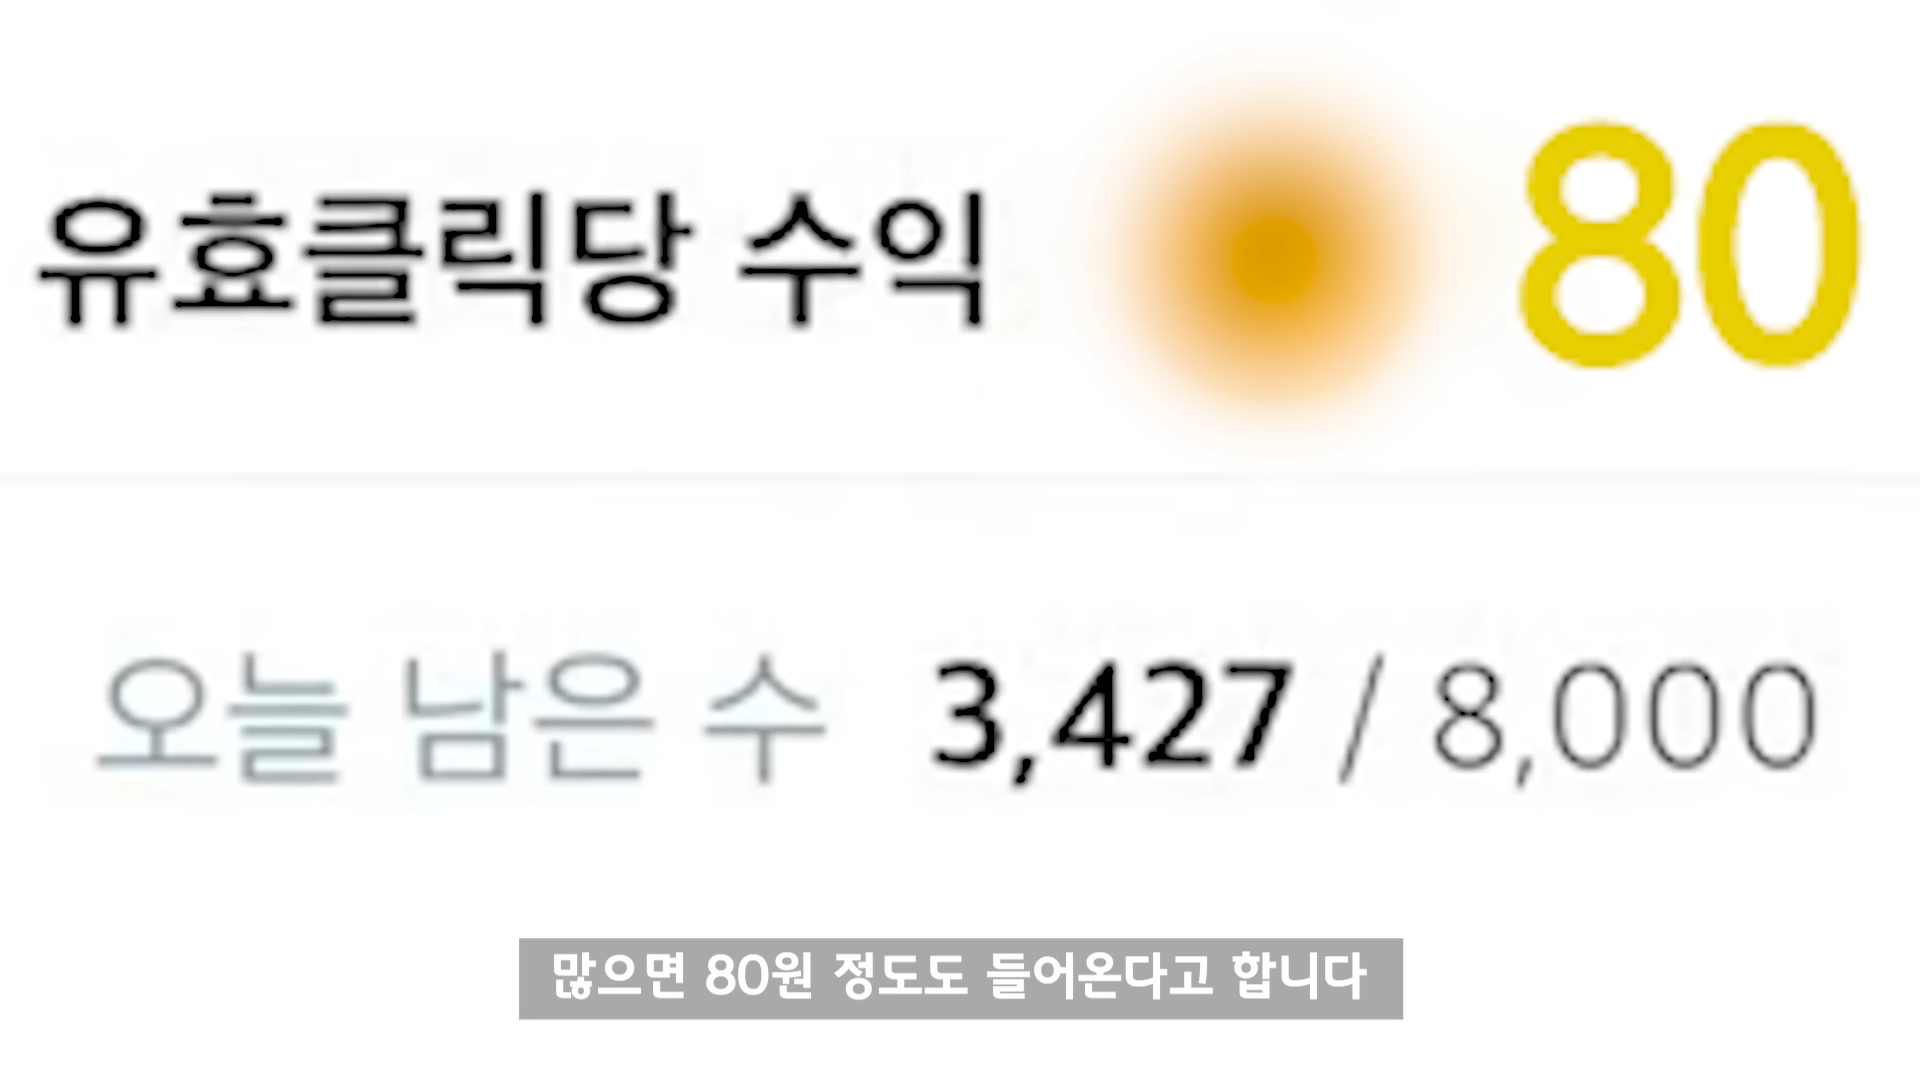 유효클릭당 수익 80
오늘 남은 수 3,427 / 8,000
많으면 80원 정도도 들어온다고 합니다